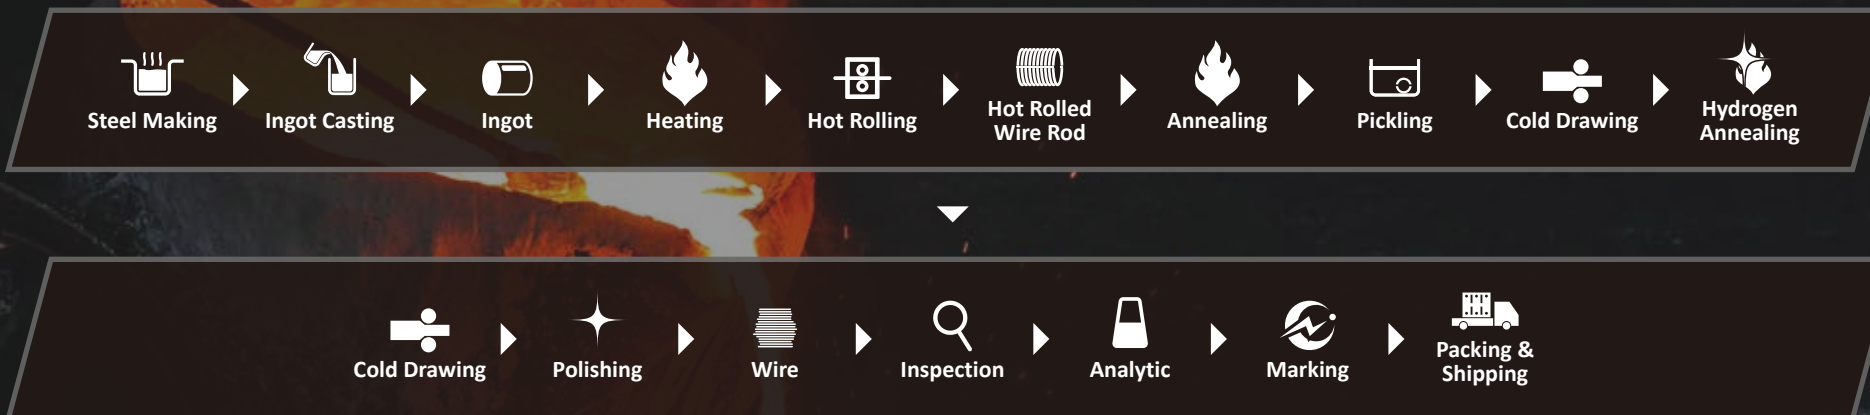 Steel Making
Ingot Casting
Ingot
Heating
Hot Rolling
Hot Rolled
Wire Rod
Annealing
Pickling
Cold Drawing
Hydrogen
Annealing
Cold Drawing
Polishing
Wire
Inspection
Analytic
Marking
Packing &
Shipping